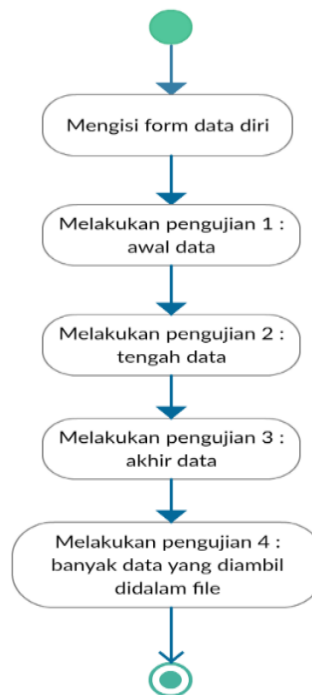 Mengisi form data diri
Melakukan pengujian 1 :
awal data
Melakukan pengujian 2 :
tengah data
Melakukan pengujian 3 :
akhir data
Melakukan pengujian 4 :
banyak data yang diambil
didalam file